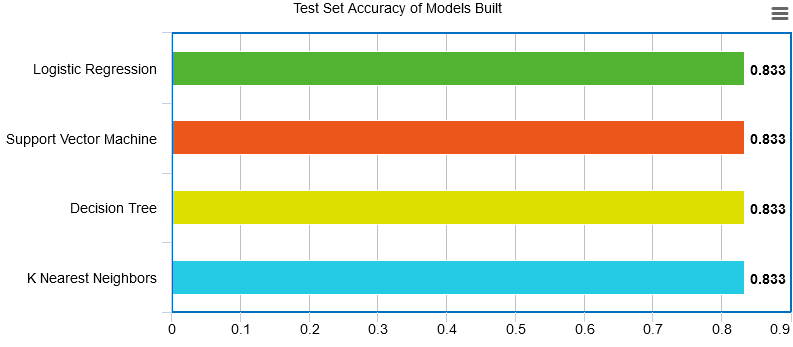 Test Set Accuracy of Models Built
Logistic Regression 0.833
Support Vector Machine 0.833
Decision Tree 0.833
K Nearest Neighbors 0.833
0 0.1 0.2 0.3 0.4 0.5 0.6 0.7 0.8 0.9